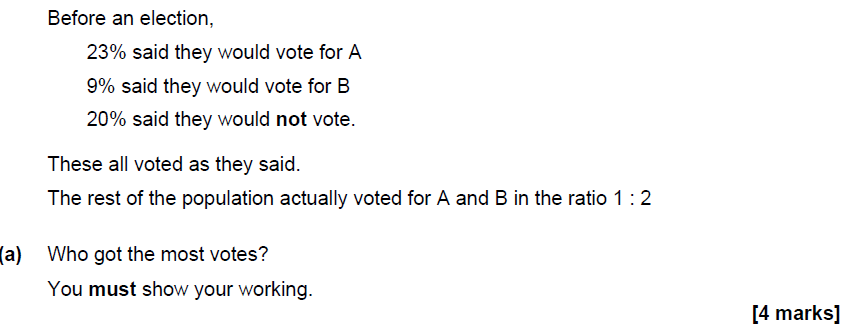 Before an election,
23% said they would vote for A
9% said they would vote for B
20% said they would not vote.
These all voted as they said.
The rest of the population actually voted for A and B in the ratio 1 : 2
(a) Who got the most votes?
You must show your working.
[4 marks]